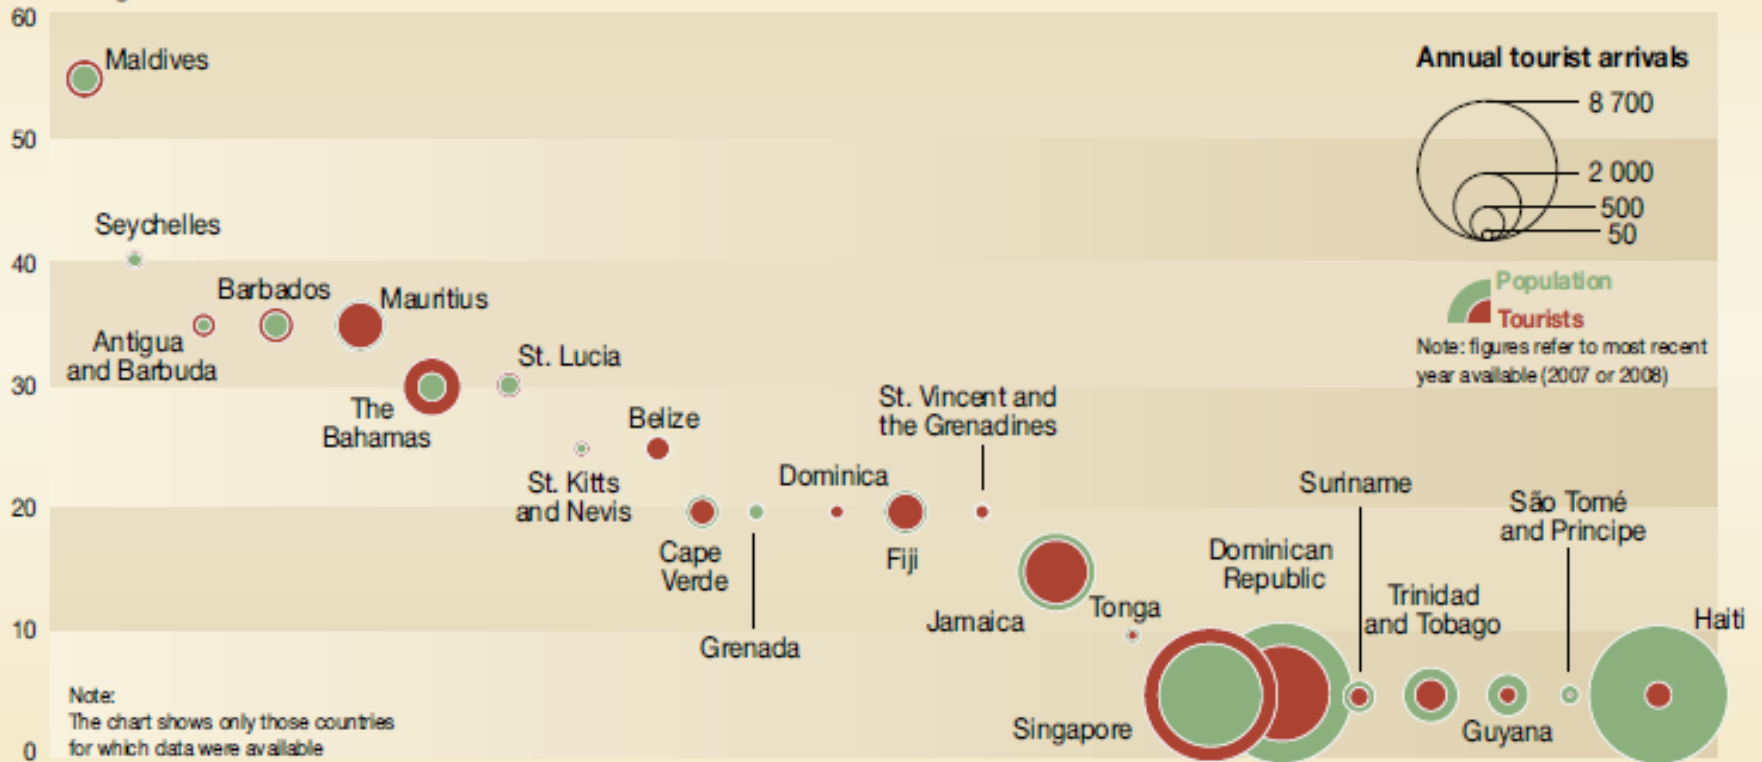 60
Maldives
Annual tourist arrivals
8 700
50
2 000
500
50
Seychelles
40
Population
Barbados
Mauritius
Tourists
Antigua
and Barbuda
Note: figures refer to most recent
year available (2007 or 2008)
St. Lucia
30
The
Bahamas
St. Vincent and
the Grenadines
Belize
Dominica
St. Kitts
and Nevis
Suriname
São Tomé
and Principe
20
Cape
Verde
Fiji
Dominican
Republic
Trinidad
and Tobago
Tonga
Jamaica
Haiti
10
Grenada
Note:
The chart shows only those countries
for which data were available
Singapore
Guyana
0